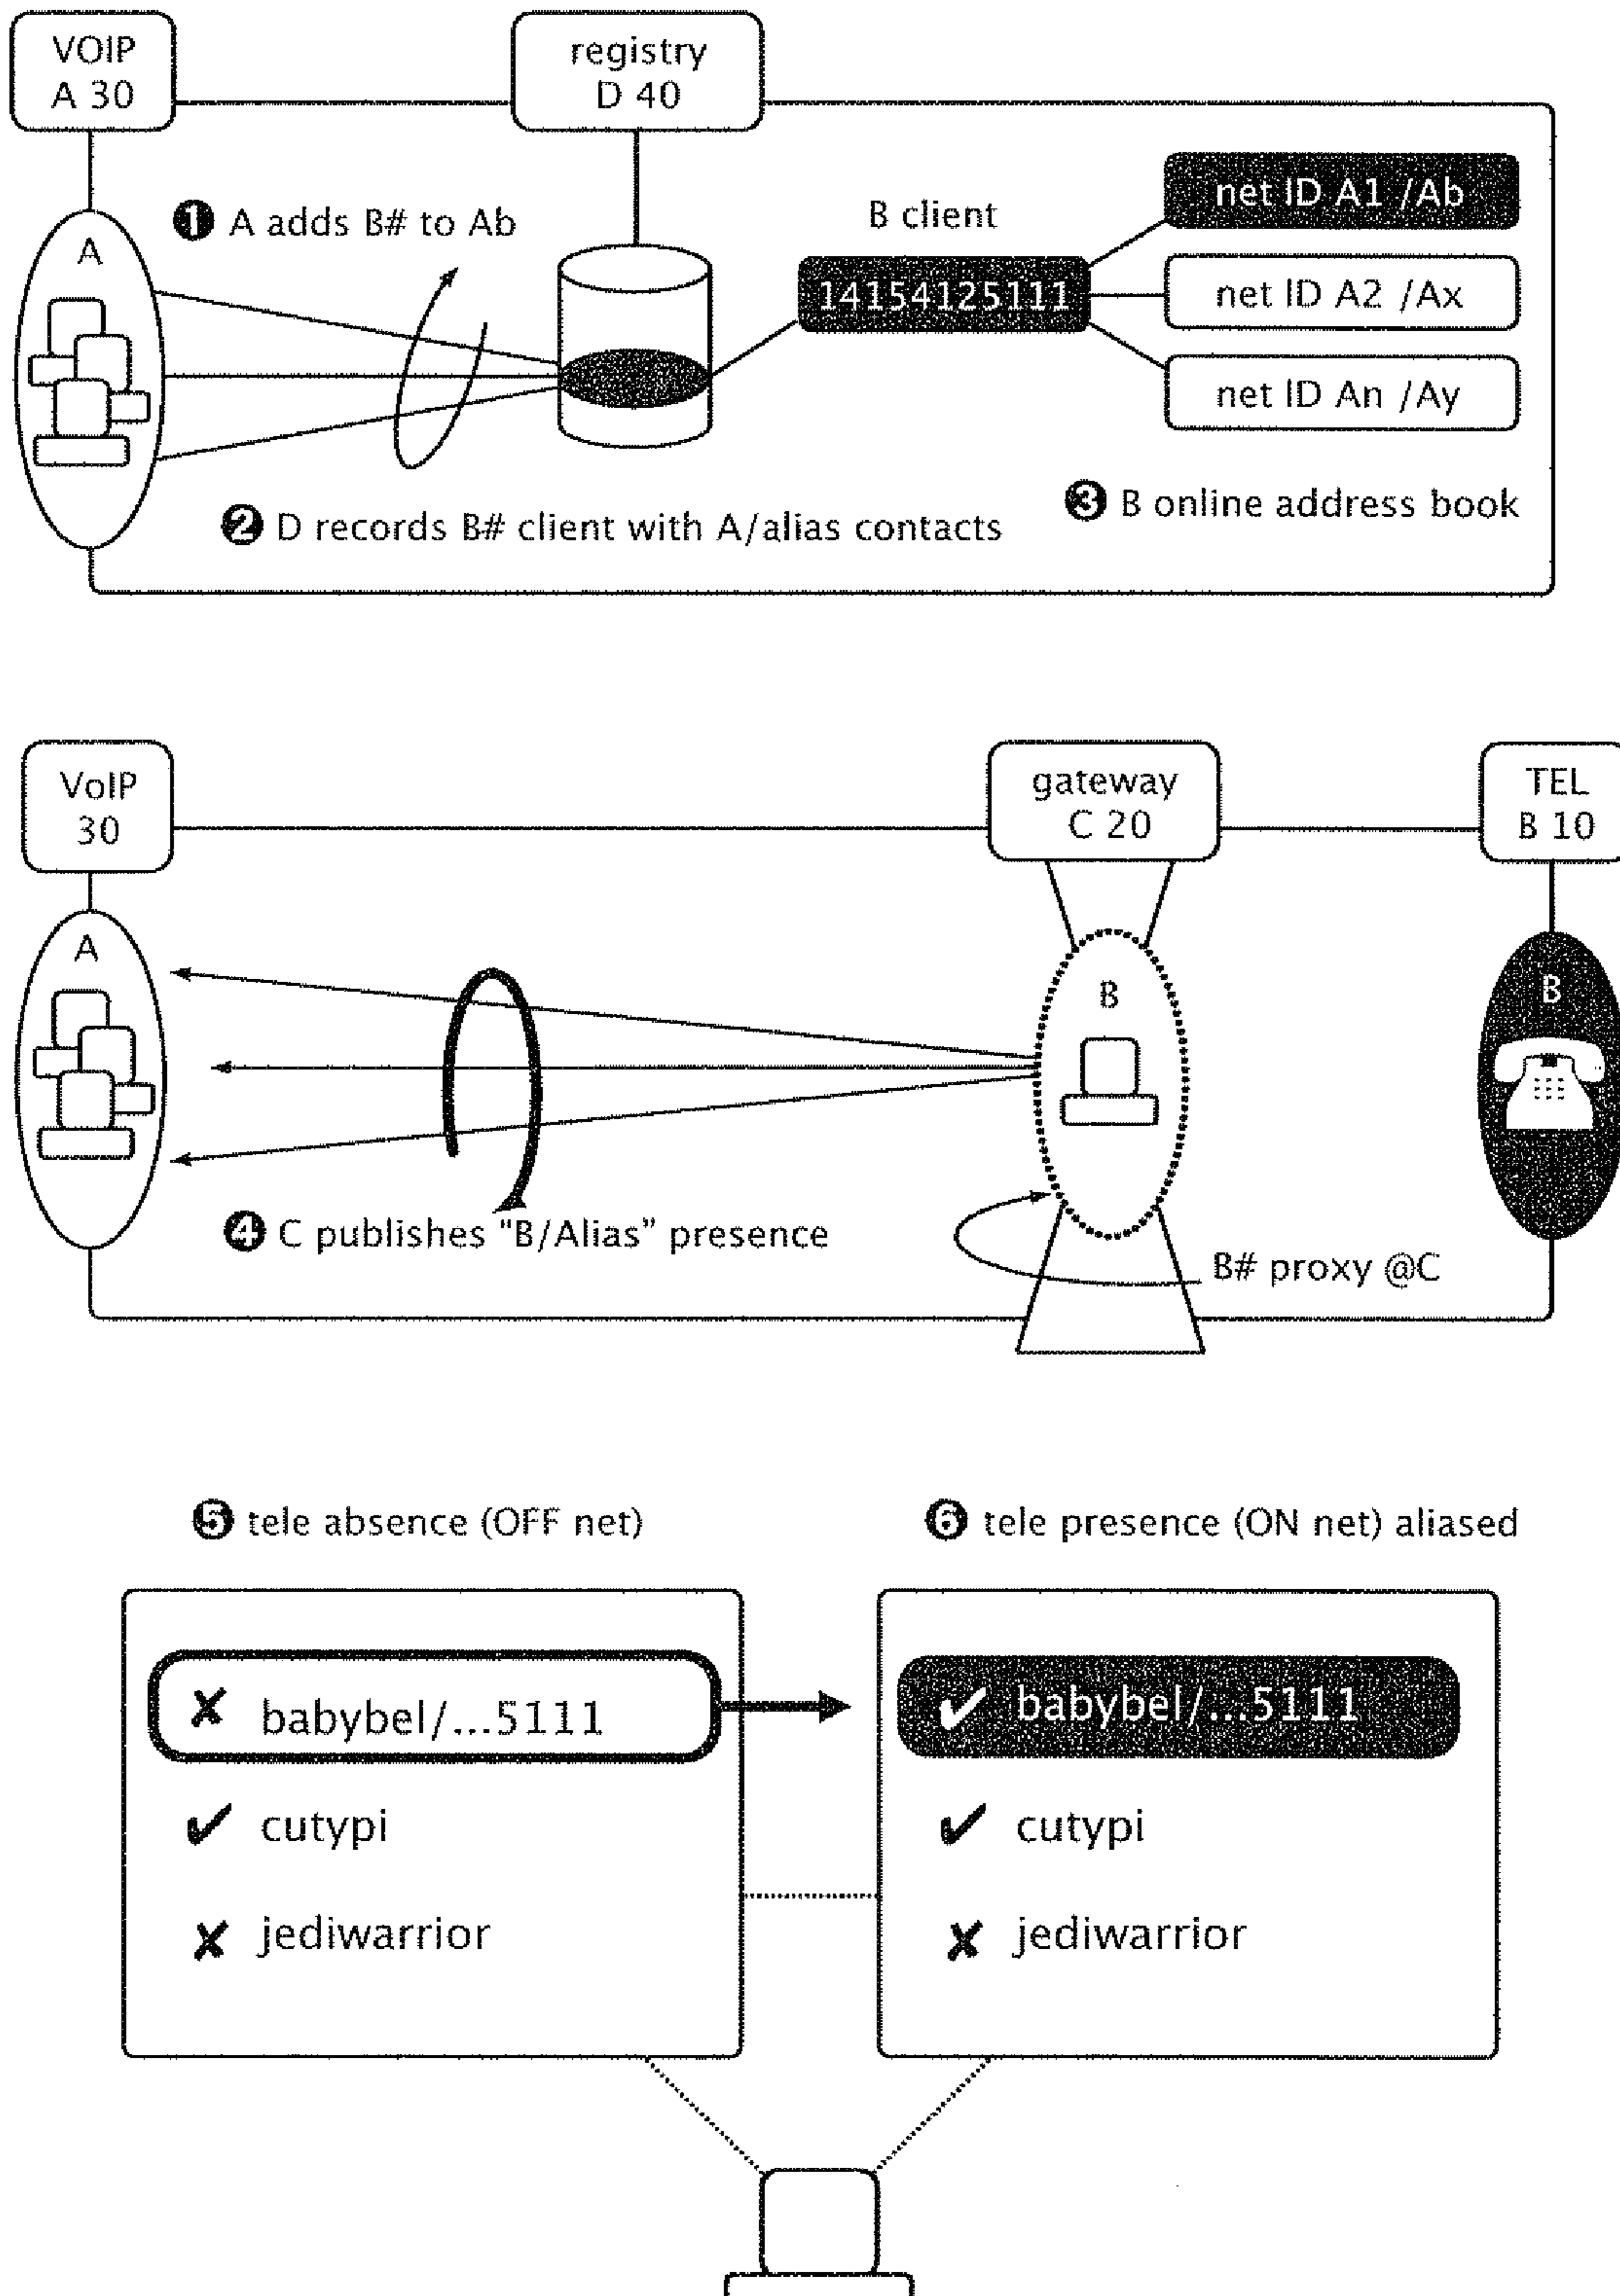 VOIP
A 30
registry
D 40
A
❶ A adds B# to Ab
B client
14154125111
net ID A1 /Ab
net ID A2 /Ax
net ID An /Ay
❷ D records B# client with A/alias contacts
❸ B online address book
VoIP
30
gateway
C 20
TEL
B 10
A
B
B
❹ C publishes "B/Alias” presence
B# proxy @C
❺ tele absence (OFF net)
❻ tele presence (ON net) aliased
✘ babybel/...5111
✔ cutypi
✘ jediwarrior
✔ babybel/...5111
✔ cutypi
✘ jediwarrior